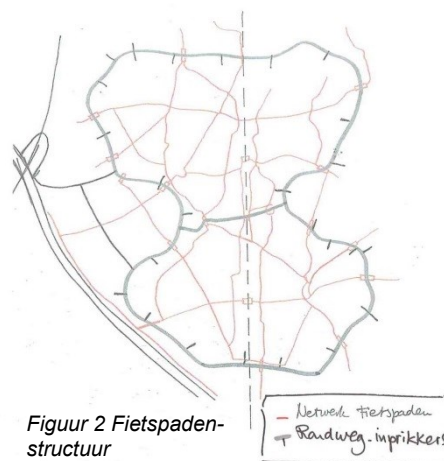 Netwerk Fietspaden
Randweg-inprikkers
Figuur 2 Fietspaden-
structuur